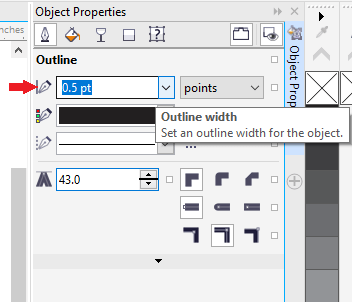 Object Properties
nches
Outline
0.5 pt
points
Outline width
Set an outline width for the object.
43.0
Object Prop